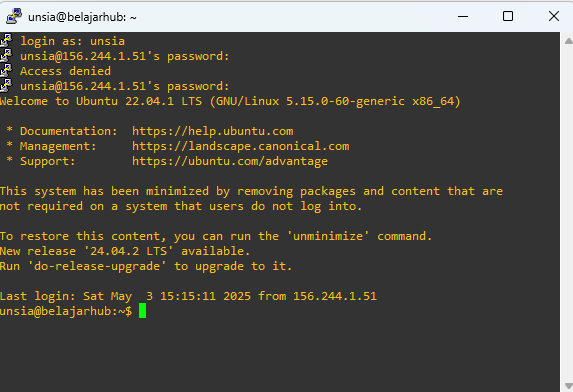 unsia@belajarhub: ~
login as: unsia
unsia@156.244.1.51's password:
Access denied
unsia@156.244.1.51's password:
Welcome to Ubuntu 22.04.1 LTS (GNU/Linux 5.15.0-60-generic x86_64)
* Documentation:  https://help.ubuntu.com
* Management:     https://landscape.canonical.com
* Support:        https://ubuntu.com/advantage
This system has been minimized by removing packages and content that are
not required on a system that users do not log into.
To restore this content, you can run the 'unminimize' command.
New release '24.04.2 LTS' available.
Run 'do-release-upgrade' to upgrade to it.
Last login: Sat May  3 15:15:11 2025 from 156.244.1.51
unsia@belajarhub:~$